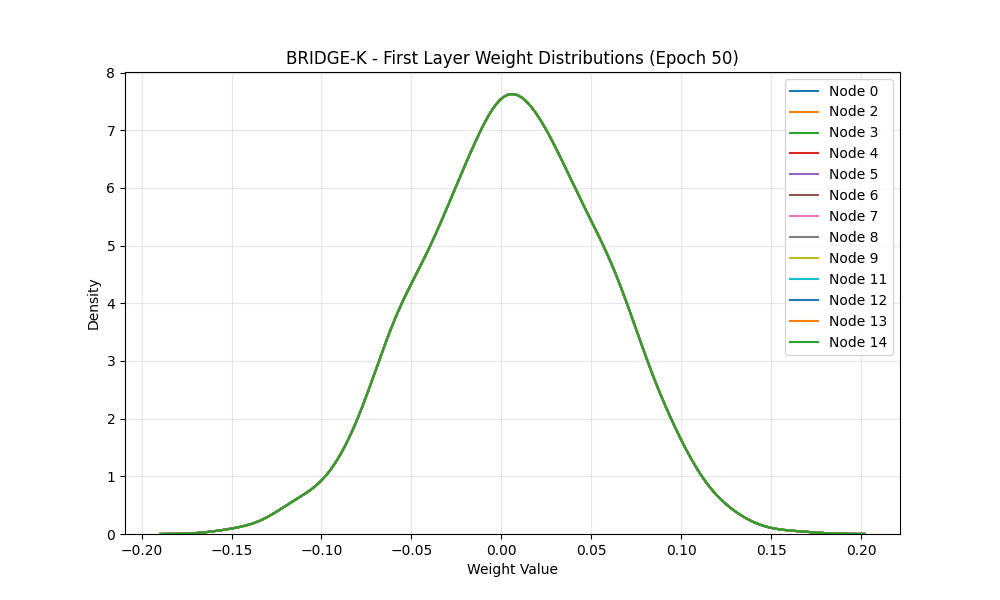 BRIDGE-K - First Layer Weight Distributions (Epoch 50)
8
7
6
5
4
3
2
1
0
Density
Node 0
Node 2
Node 3
Node 4
Node 5
Node 6
Node 7
Node 8
Node 9
Node 11
Node 12
Node 13
Node 14
−0.20 −0.15 −0.10 −0.05 0.00 0.05 0.10 0.15 0.20
Weight Value